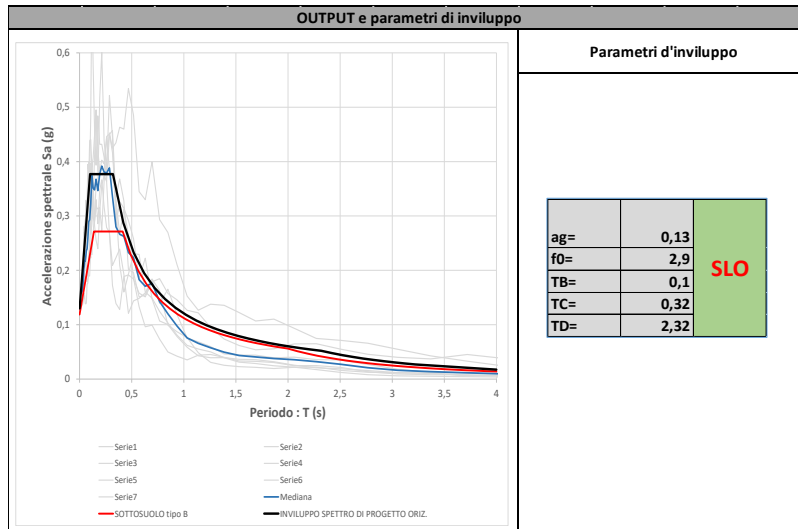 OUTPUT e parametri di inviluppo
Parametri d'inviluppo
0,6
0,5
0,4
0,3
0,2
0,1
0
Accelerazione spettrale Sa (g)
0 0,5 1 1,5 2 2,5 3 3,5 4
Periodo : T (s)
Serie1 Serie2
Serie3 Serie4
Serie5 Serie6
Serie7 Mediana
SOTTOSUOLO tipo B INVILUPPO SPETTRO DI PROGETTO ORIZ.
ag= 0,13
f0= 2,9
TB= 0,1
TC= 0,32
TD= 2,32
SLO